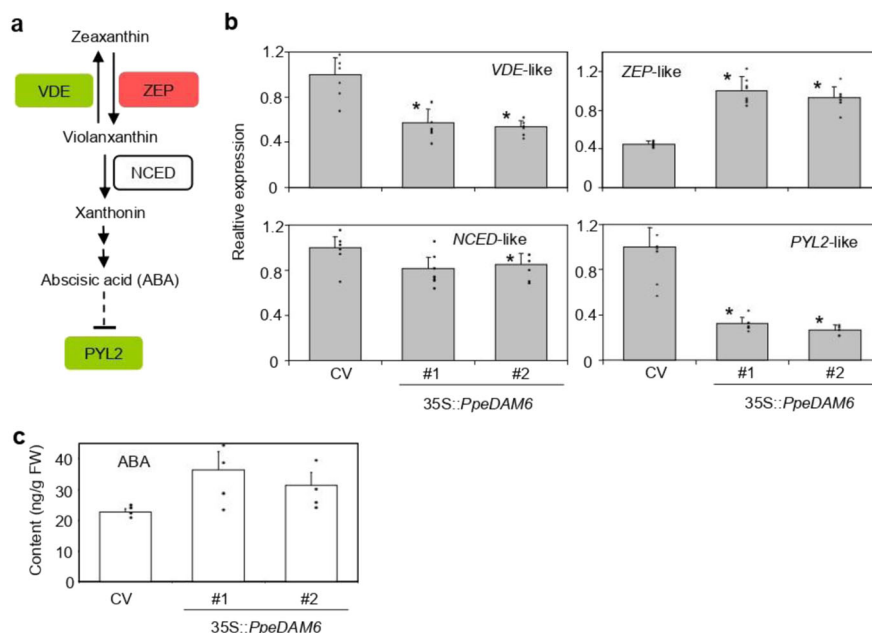 a
Zeaxanthin
VDE
ZEP
Violanxanthin
NCED
Xanthonin
Abscisic acid (ABA)
PYL2
b
Realtive expression
1.2
0.8
0.4
0
VDE-like
*
*
1.2
0.8
0.4
0
ZEP-like
*
*
1.2
0.8
0.4
0
NCED-like
*
CV
#1
#2
35S::PpeDAM6
1.2
0.8
0.4
0
PYL2-like
*
*
CV
#1
#2
35S::PpeDAM6
c
Content (ng/g FW)
40
30
20
10
0
ABA
CV
#1
#2
35S::PpeDAM6